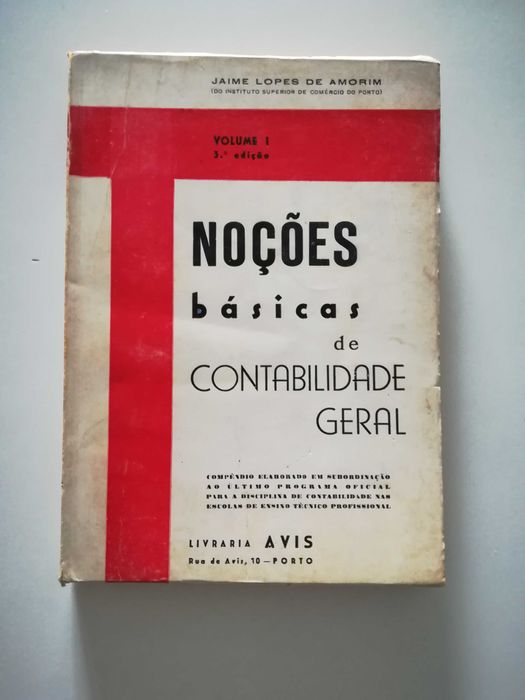 JAIME LOPES DE AMORIM
(DO INSTITUTO SUPERIOR DE COMÉRCIO DO PORTO)
VOLUME I
3.ª edição
NOÇÕES
básicas
de
CONTABILIDADE
GERAL
COMPÊNDIO ELABORADO EM SUBORDINAÇÃO
AO ÚLTIMO PROGRAMA OFICIAL
PARA A DISCIPLINA DE CONTABILIDADE NAS
ESCOLAS DE ENSINO TÉCNICO PROFISSIONAL
LIVRARIA AVIS
Rua de Avis, 10 — PORTO